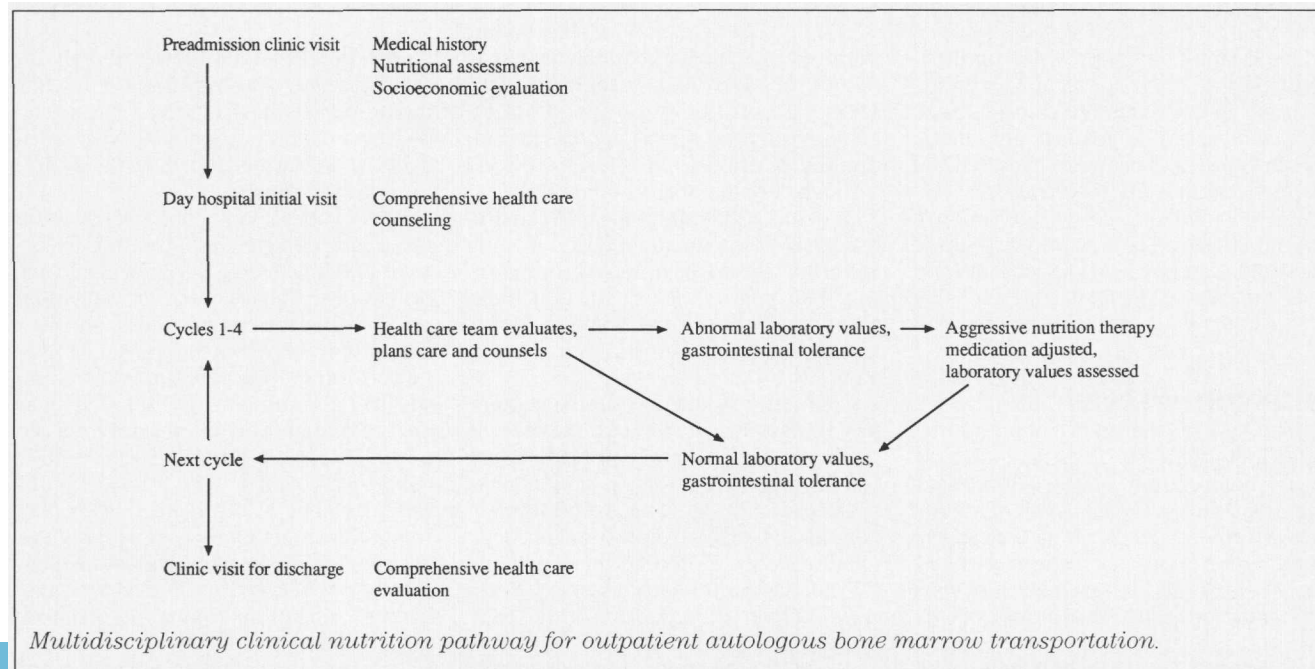 Preadmission clinic visit
Medical history
Nutritional assessment
Socioeconomic evaluation
Day hospital initial visit
Comprehensive health care
counseling
Cycles 1-4
Health care team evaluates,
plans care and counsels
Abnormal laboratory values,
gastrointestinal tolerance
Aggressive nutrition therapy
medication adjusted,
laboratory values assessed
Next cycle
Normal laboratory values,
gastrointestinal tolerance
Clinic visit for discharge
Comprehensive health care
evaluation
Multidisciplinary clinical nutrition pathway for outpatient autologous bone marrow transportation.